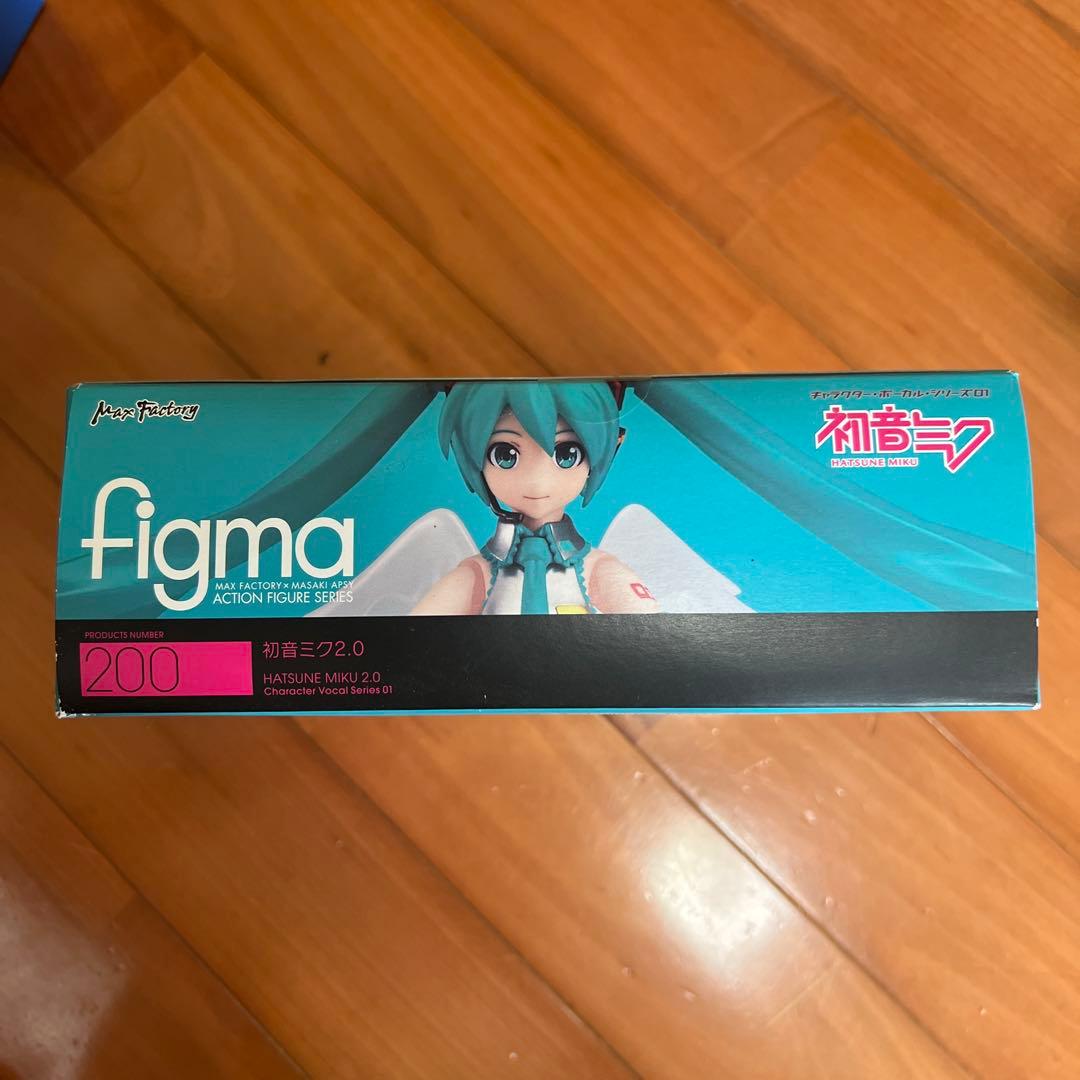 Max Factory
figma
MAX FACTORY×MASAKI APSY
ACTION FIGURE SERIES
PRODUCTS NUMBER
200
初音ミク2.0
HATSUNE MIKU 2.0
Character Vocal Series 01
キャラクター・ボーカル・シリーズ01
初音ミク
HATSUNE MIKU